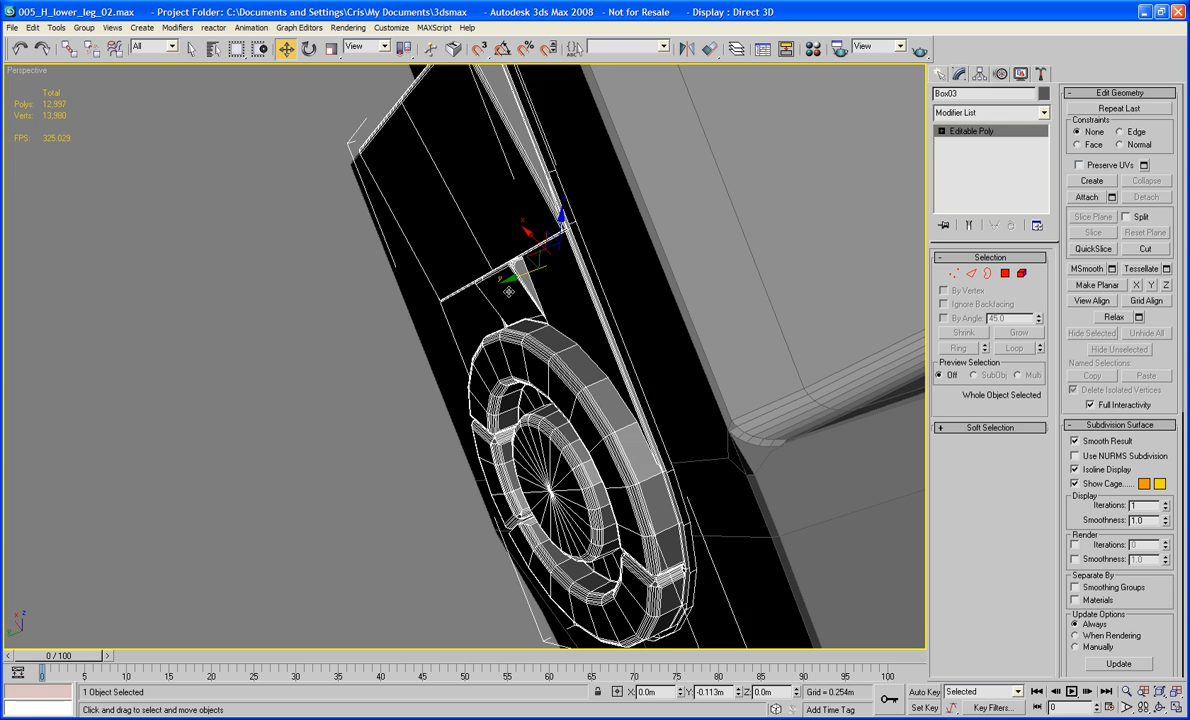 005_H_lower_leg_02.max - Project Folder: C:\Documents and Settings\Cris\My Documents\3dsmax - Autodesk 3ds Max 2008 - Not for Resale - Display : Direct 3D
File Edit Tools Group Views Create Modifiers reactor Animation Graph Editors Rendering Customize MAXScript Help
All View View
Perspective
Total
Polys: 12,997
Verts: 13,980
FPS: 325.029
x
y
Box03
Modifier List
Editable Poly
Selection
By Vertex
Ignore Backfacing
By Angle: 45.0
Shrink Grow
Ring Loop
Preview Selection
Off SubObj Multi
Whole Object Selected
Soft Selection
Edit Geometry
Repeat Last
Constraints
None Edge
Face Normal
Preserve UVs
Create Collapse
Attach Detach
Slice Plane Split
Slice Reset Plane
QuickSlice Cut
MSmooth Tessellate
Make Planar X Y Z
View Align Grid Align
Relax
Hide Selected Unhide All
Hide Unselected
Named Selections:
Copy Paste
Delete Isolated Vertices
Full Interactivity
Subdivision Surface
Smooth Result
Use NURMS Subdivision
Isoline Display
Show Cage......
Display
Iterations: 1
Smoothness: 1.0
Render
Iterations: 0
Smoothness: 1.0
Separate By
Smoothing Groups
Materials
Update Options
Always
When Rendering
Manually
Update
0 / 100
0 5 10 15 20 25 30 35 40 45 50 55 60 65 70 75 80 85 90 95 100
1 Object Selected X: 0.0m Y: -0.113m Z: 0.0m Grid = 0.254m Auto Key Selected
Click and drag to select and move objects Add Time Tag Set Key Key Filters... 0